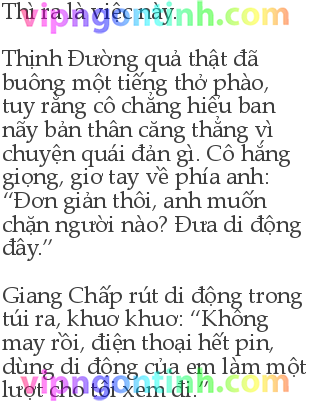 Thì ra là việc này.
vipngontinh.com
Thịnh Đường quả thật đã
buông một tiếng thở phào,
tuy rằng cô chẳng hiểu ban
nãy bản thân căng thẳng vì
chuyện quái đản gì. Cô hắng
giọng, giơ tay về phía anh:
“Đơn giản thôi, anh muốn
chặn người nào? Đưa di động
đây.”
Giang Chấp rút di động trong
túi ra, khuơ khuơ: “Không
may rồi, điện thoại hết pin,
dùng di động của em làm một
lượt cho tôi xem đi.”
vipngontinh.com